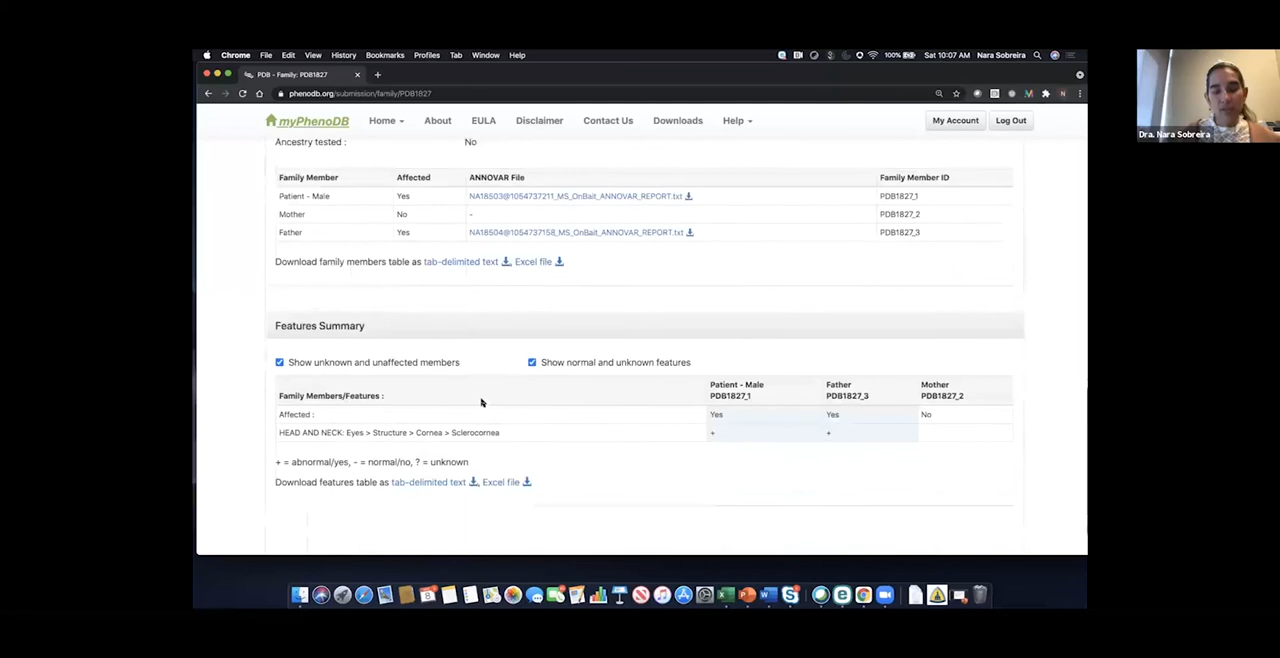 Chrome File Edit View History Bookmarks Profiles Tab Window Help 100% Sat 10:07 AM Nara Sobreira
PDB - Family: PDB1827
phenodb.org/submission/family/PDB1827
myPhenoDB Home About EULA Disclaimer Contact Us Downloads Help My Account Log Out
Ancestry tested : No
Family Member Affected ANNOVAR File Family Member ID
Patient - Male Yes NA18503@1054737211_MS_OnBait_ANNOVAR_REPORT.txt PDB1827_1
Mother No - PDB1827_2
Father Yes NA18504@1054737158_MS_OnBait_ANNOVAR_REPORT.txt PDB1827_3
Download family members table as tab-delimited text , Excel file
Features Summary
Show unknown and unaffected members Show normal and unknown features
Family Members/Features : Patient - Male PDB1827_1 Father PDB1827_3 Mother PDB1827_2
Affected : Yes Yes No
HEAD AND NECK: Eyes > Structure > Cornea > Sclerocornea + +
+ = abnormal/yes, - = normal/no, ? = unknown
Download features table as tab-delimited text , Excel file
Dra. Nara Sobreira